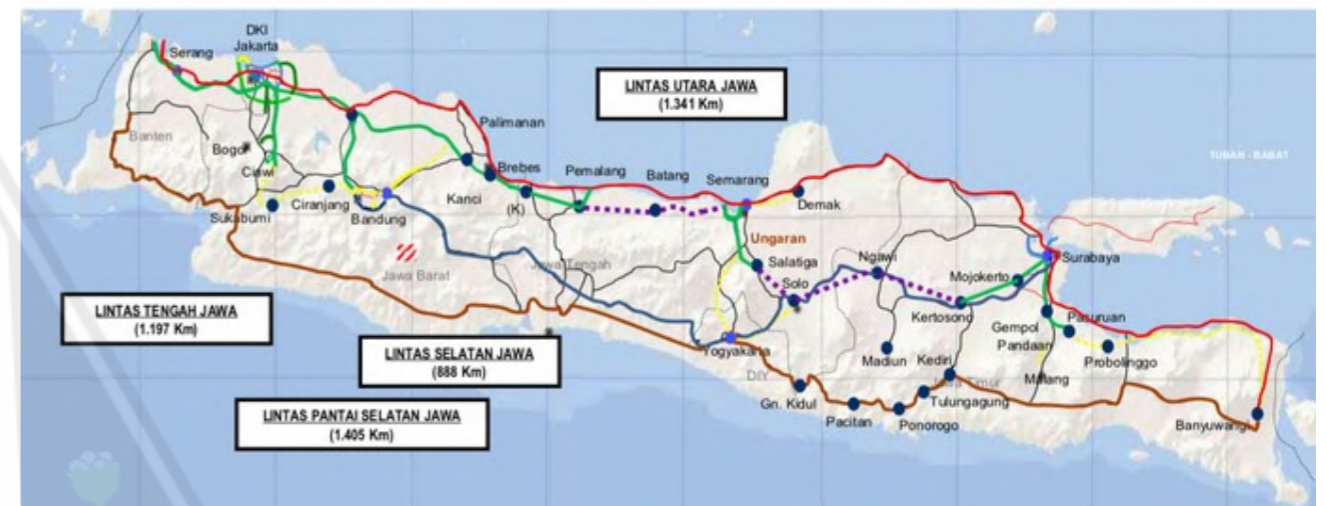 DKI
Jakarta
Serang
LINTAS UTARA JAWA
(1.341 Km)
Palimanan
Banten
Bogor
Ciawi
Brebes
Pemalang
Batang
Semarang
TUBAN - BABAT
Sukabumi
Ciranjang
Bandung
Kanci
(K)
Demak
Ungaran
Jawa Barat
Jawa Tengah
Salatiga
Ngawi
Surabaya
Solo
Mojokerto
LINTAS TENGAH JAWA
(1.197 Km)
Kertosono
Gempol
Pasuruan
Pandaan
LINTAS SELATAN JAWA
(888 Km)
Yogyakarta
Madiun
Kediri
Probolinggo
DIY
Jawa Timur
Malang
Gn. Kidul
Tulungagung
LINTAS PANTAI SELATAN JAWA
(1.405 Km)
Pacitan
Ponorogo
Banyuwangi